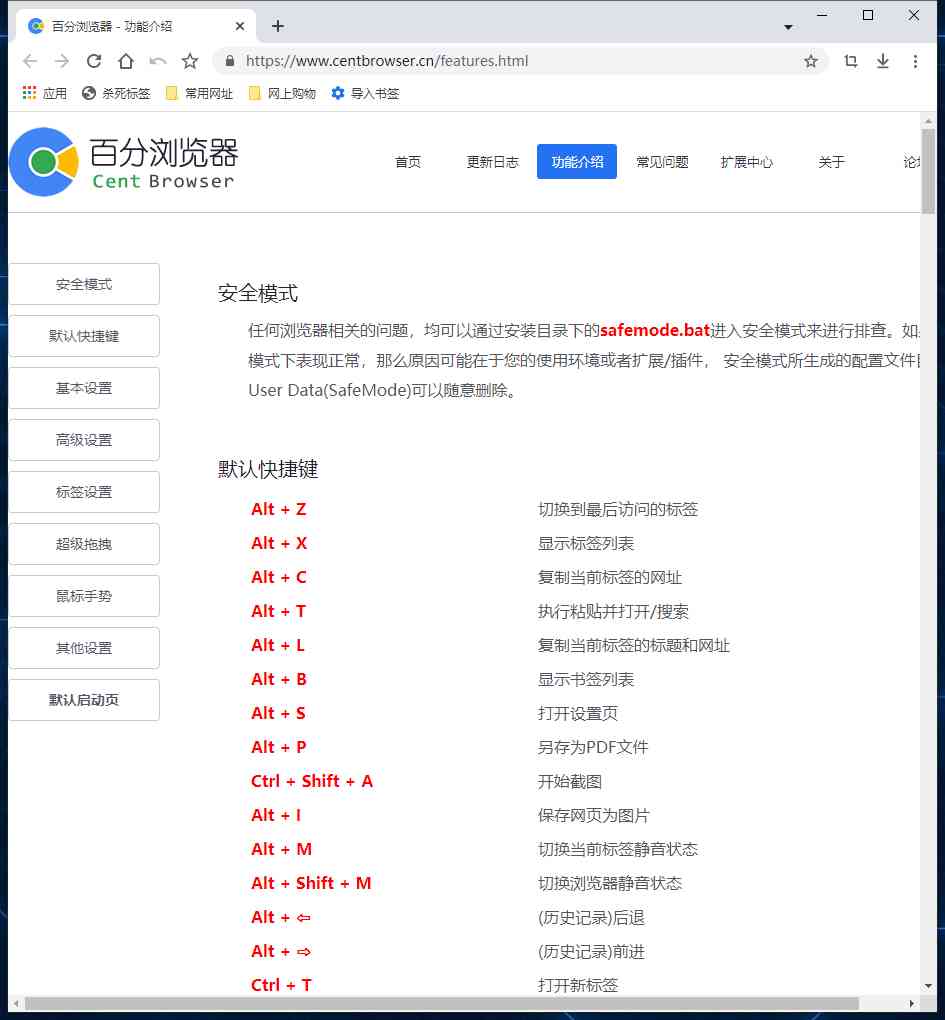 百分浏览器 - 功能介绍
https://www.centbrowser.cn/features.html
应用 杀死标签 常用网址 网上购物 导入书签
百分浏览器
Cent Browser
首页 更新日志 功能介绍 常见问题 扩展中心 关于 论
安全模式
默认快捷键
基本设置
高级设置
标签设置
超级拖拽
鼠标手势
其他设置
默认启动页
安全模式
任何浏览器相关的问题，均可以通过安装目录下的safemode.bat进入安全模式来进行排查。如
模式下表现正常，那么原因可能在于您的使用环境或者扩展/插件， 安全模式所生成的配置文件
User Data(SafeMode)可以随意删除。
默认快捷键
Alt + Z 切换到最后访问的标签
Alt + X 显示标签列表
Alt + C 复制当前标签的网址
Alt + T 执行粘贴并打开/搜索
Alt + L 复制当前标签的标题和网址
Alt + B 显示书签列表
Alt + S 打开设置页
Alt + P 另存为PDF文件
Ctrl + Shift + A 开始截图
Alt + I 保存网页为图片
Alt + M 切换当前标签静音状态
Alt + Shift + M 切换浏览器静音状态
Alt + ⇦ (历史记录)后退
Alt + ⇨ (历史记录)前进
Ctrl + T 打开新标签